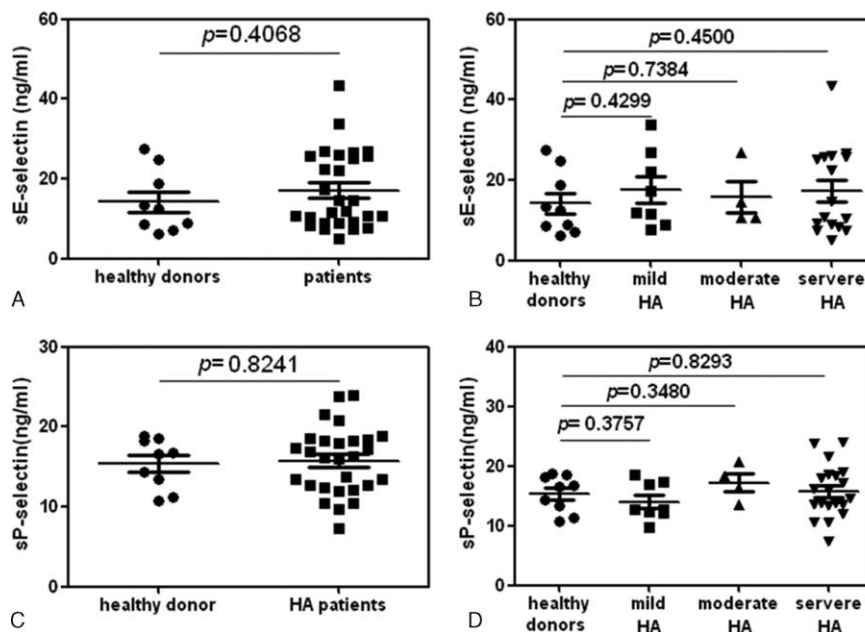 p=0.4068
sE-selectin (ng/ml)
60
40
20
0
healthy donors
patients
A
p=0.4500
p=0.7384
p=0.4299
sE-selectin (ng/ml)
60
40
20
0
healthy
donors
mild
HA
moderate
HA
servere
HA
B
p=0.8241
sP-selectin(ng/ml)
30
20
10
0
healthy donor
HA patients
C
p=0.8293
p=0.3480
p=0.3757
sP-selectin(ng/ml)
40
30
20
10
0
healthy
donors
mild
HA
moderate
HA
servere
HA
D